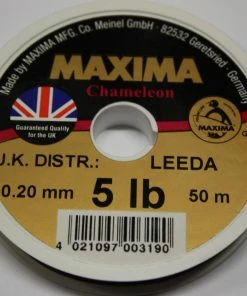 Made by MAXIMA MFG. Co. Meinel GmbH · 82532 Geretsried · German
MAXIMA
Chameleon
Guaranteed Quality
for the UK
MAXIMA
U.K. DISTR.: LEEDA
0.20 mm 5 lb 50 m
4 021097 003190